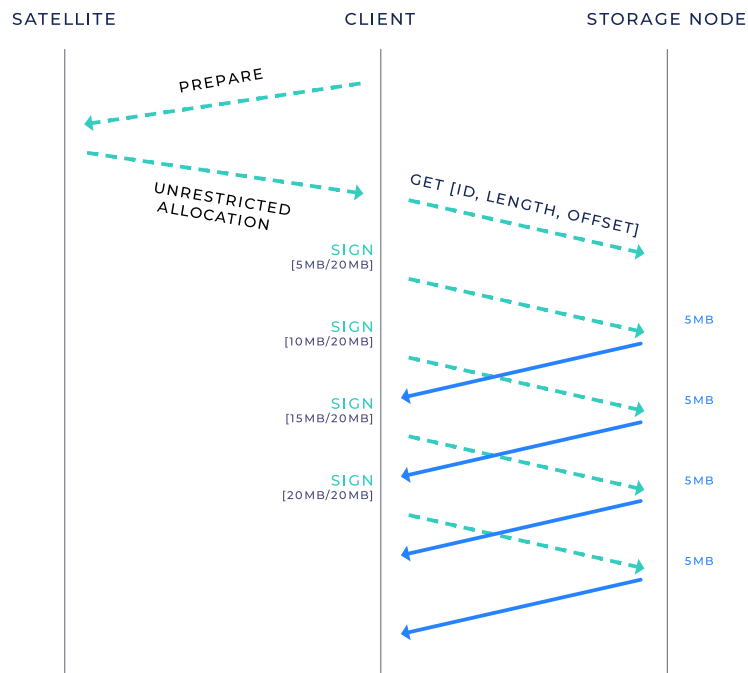 SATELLITE
CLIENT
STORAGE NODE
PREPARE
UNRESTRICTED
ALLOCATION
GET [ID, LENGTH, OFFSET]
SIGN
[5MB/20MB]
5MB
SIGN
[10MB/20MB]
5MB
SIGN
[15MB/20MB]
5MB
SIGN
[20MB/20MB]
5MB